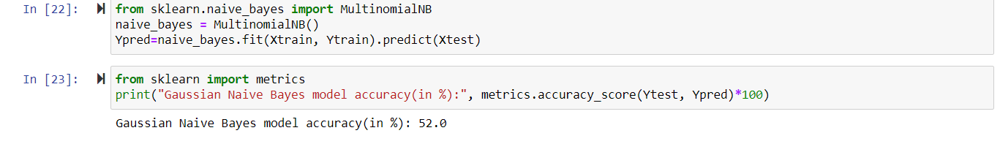 In [22]: from sklearn.naive_bayes import MultinomialNB
naive_bayes = MultinomialNB()
Ypred=naive_bayes.fit(Xtrain, Ytrain).predict(Xtest)
In [23]: from sklearn import metrics
print("Gaussian Naive Bayes model accuracy(in %):", metrics.accuracy_score(Ytest, Ypred)*100)
Gaussian Naive Bayes model accuracy(in %): 52.0